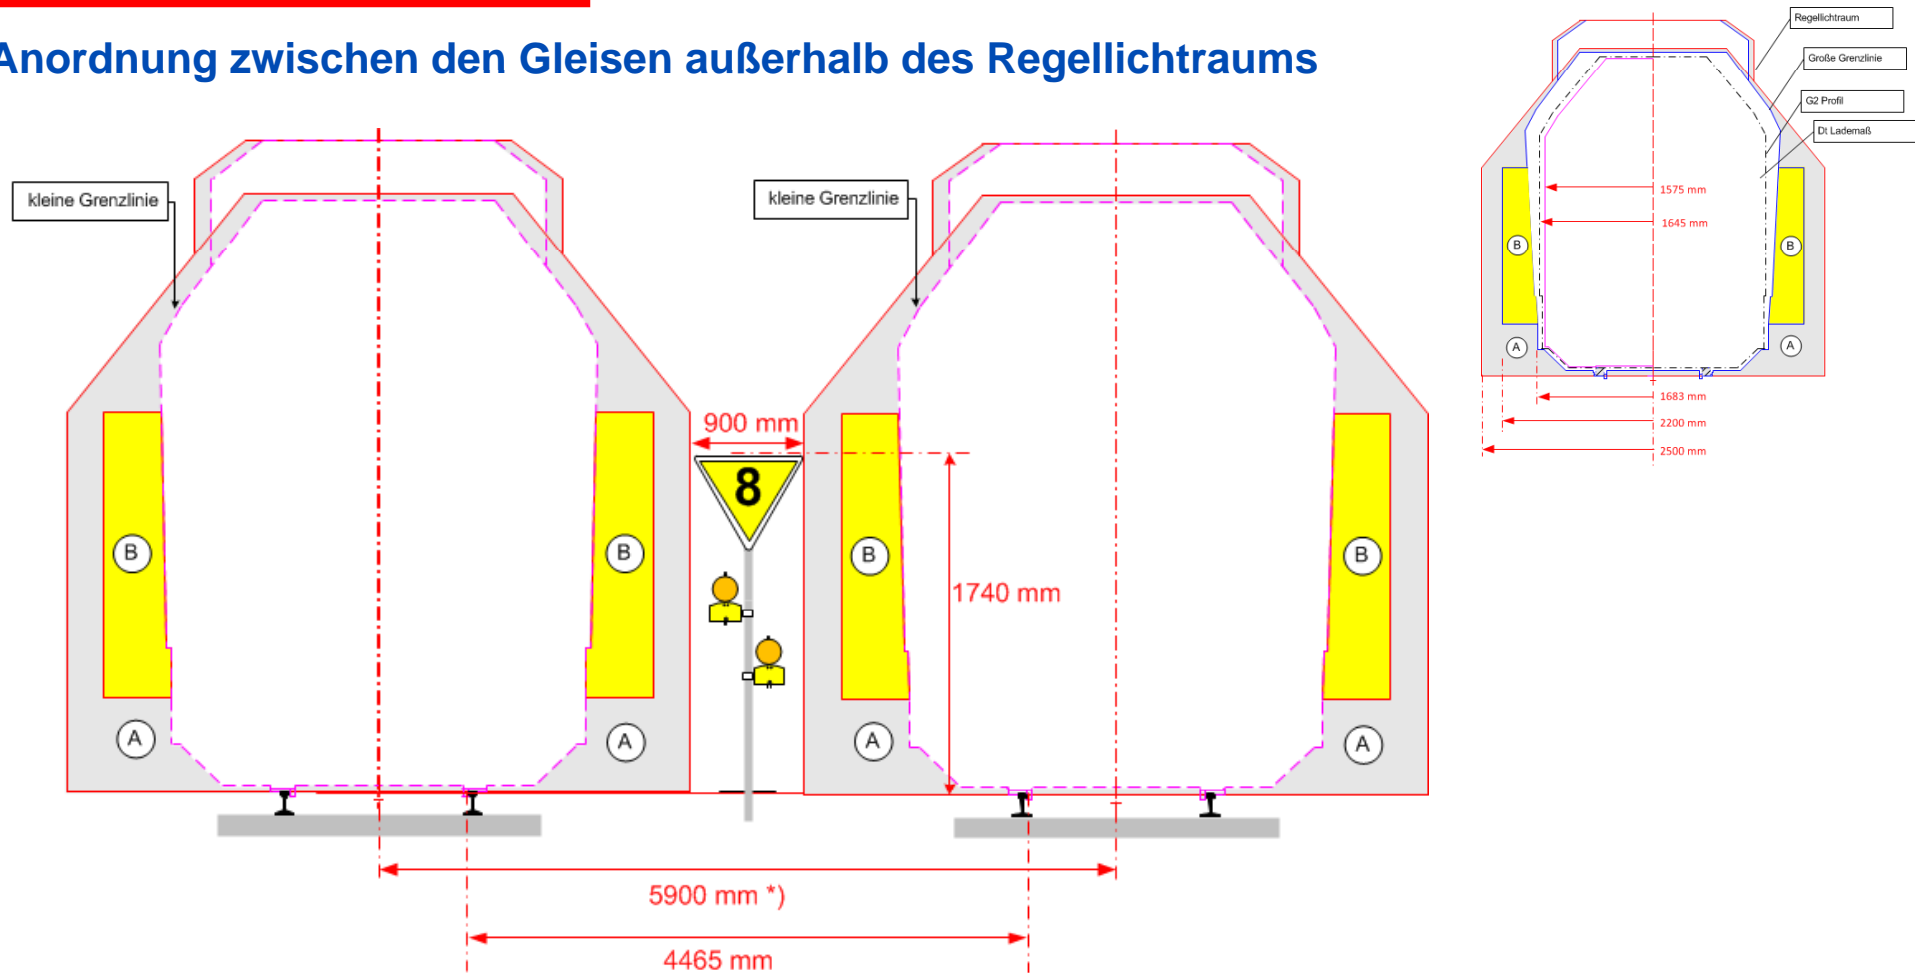 Anordnung zwischen den Gleisen außerhalb des Regellichtraums
kleine Grenzlinie
kleine Grenzlinie
900 mm
8
1740 mm
B
B
B
B
A
A
A
A
5900 mm *)
4465 mm
Regellichtraum
Große Grenzlinie
G2 Profil
Dt Lademaß
1575 mm
1645 mm
B
B
A
A
1683 mm
2200 mm
2500 mm